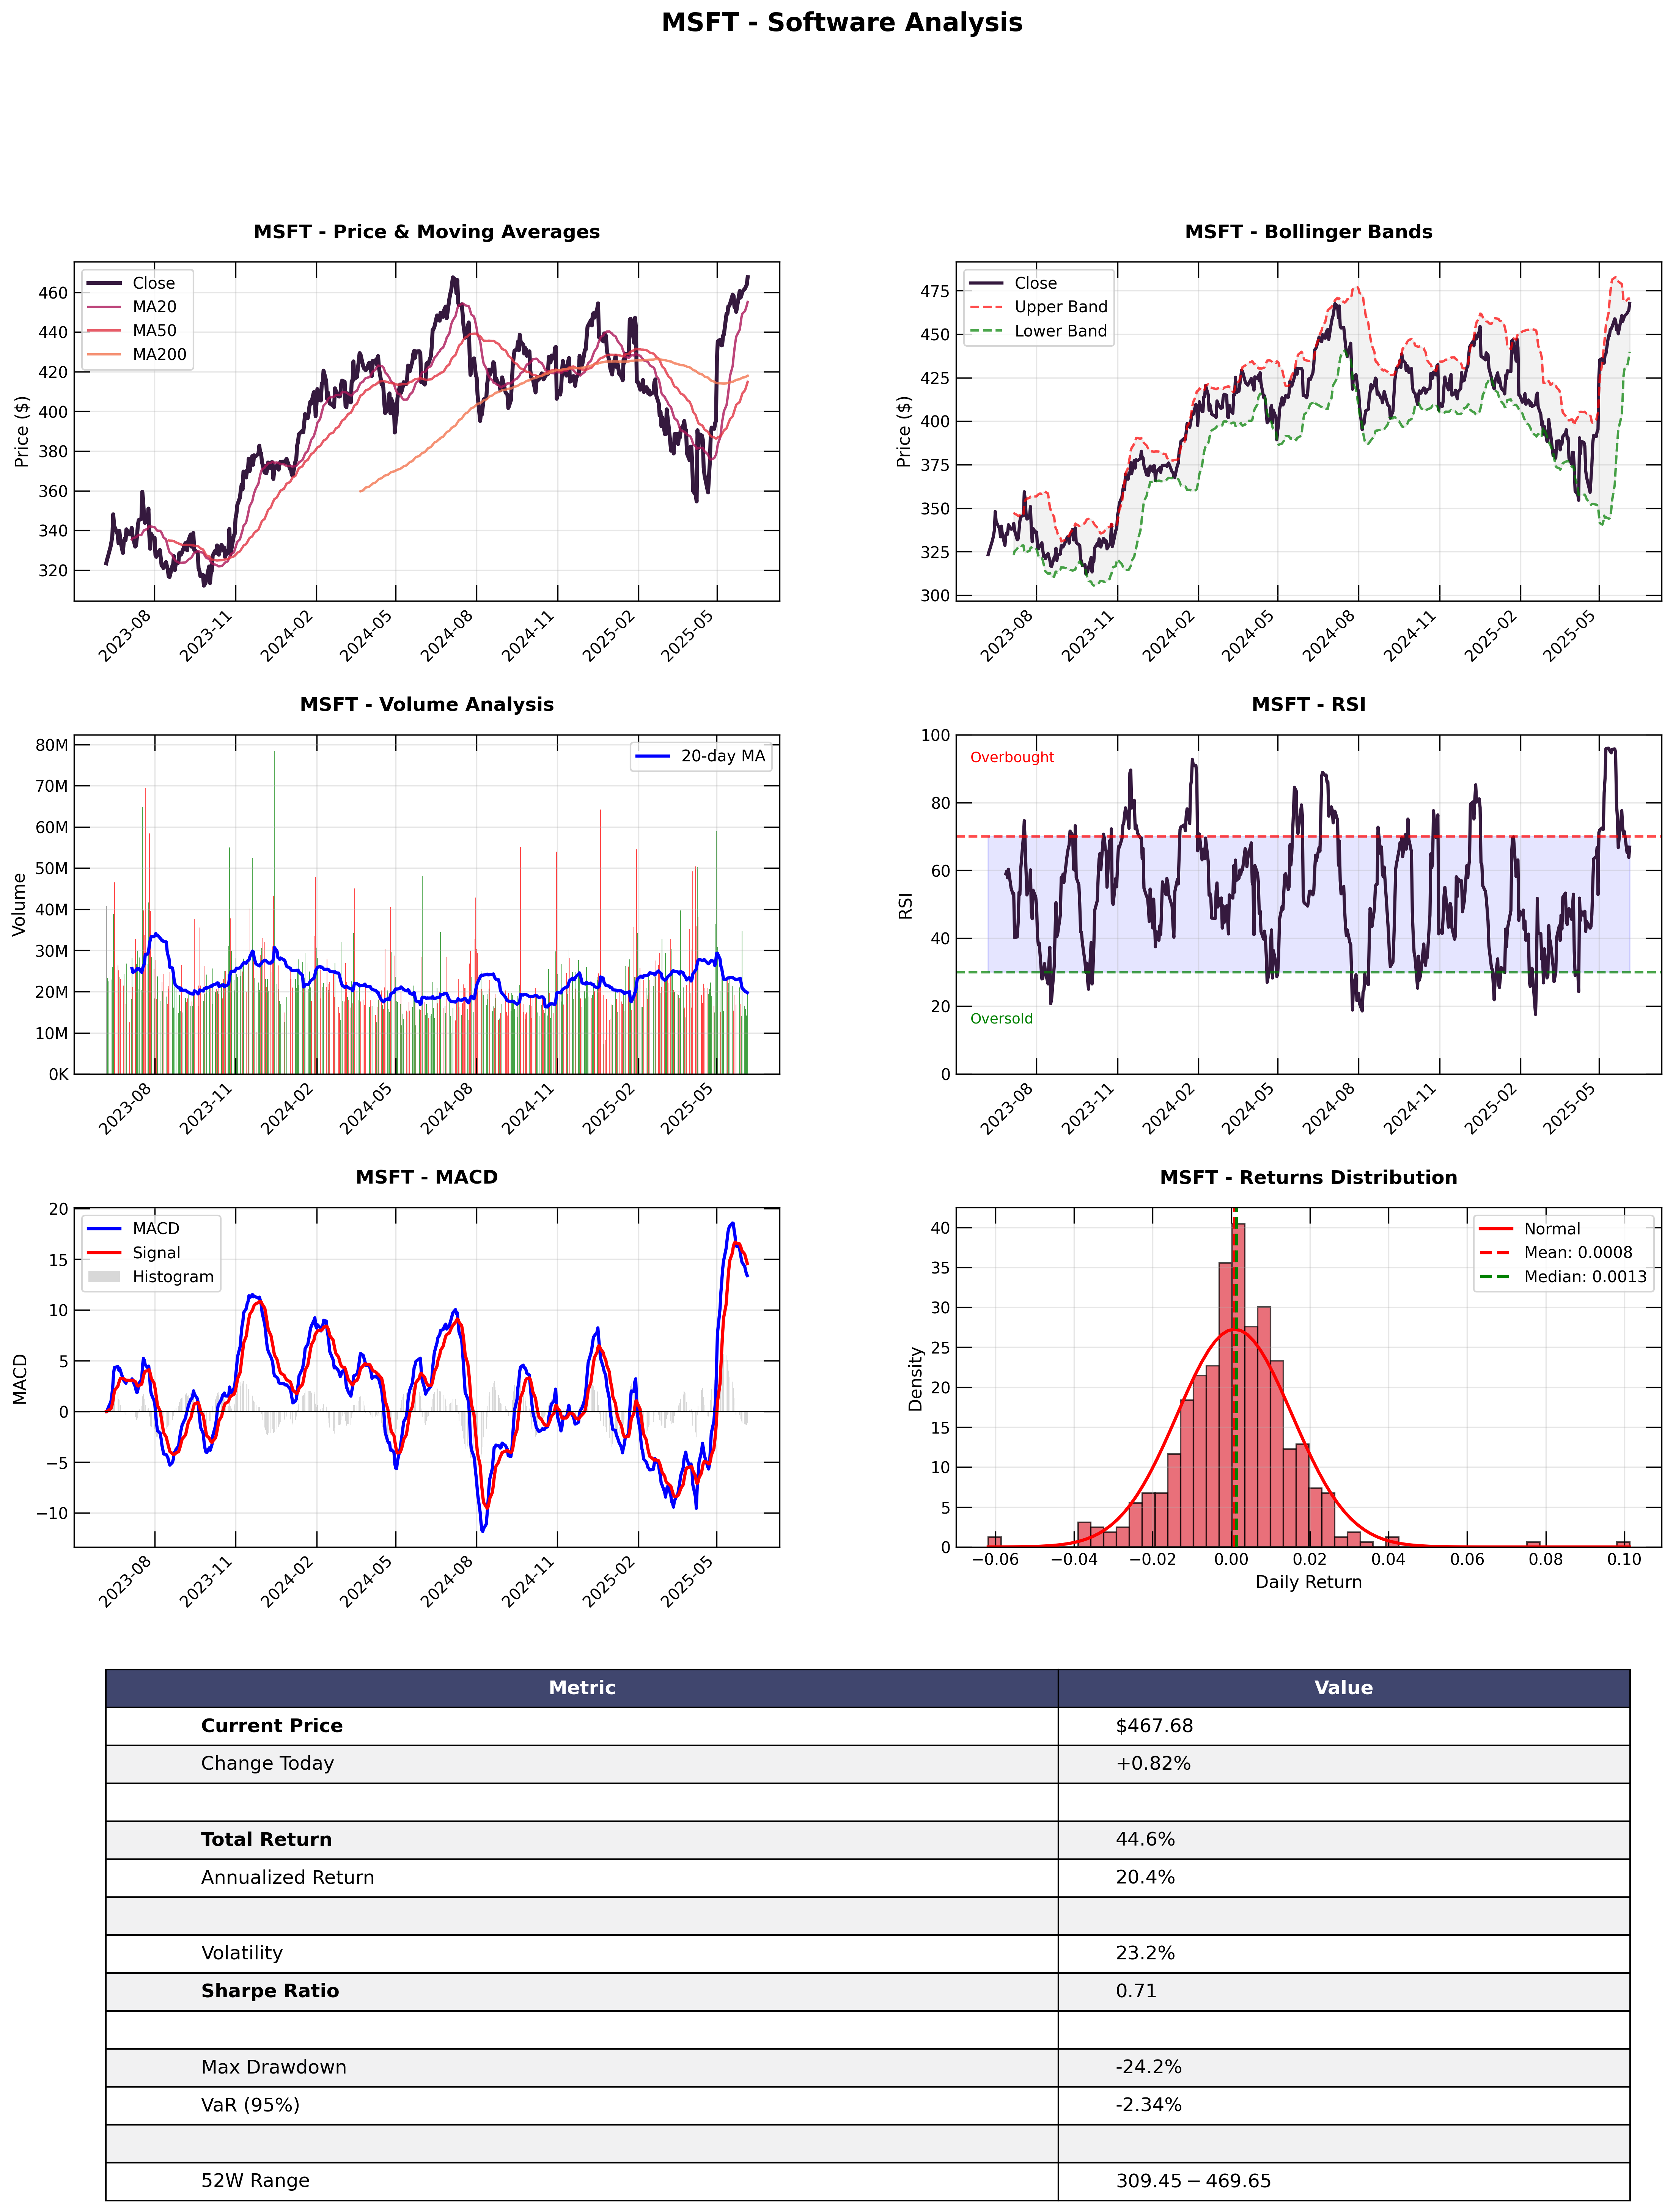 MSFT - Software Analysis
MSFT - Price & Moving Averages
Close
MA20
MA50
MA200
Price ($)
460
440
420
400
380
360
340
320
2023-08
2023-11
2024-02
2024-05
2024-08
2024-11
2025-02
2025-05
MSFT - Bollinger Bands
Close
Upper Band
Lower Band
Price ($)
475
450
425
400
375
350
325
300
2023-08
2023-11
2024-02
2024-05
2024-08
2024-11
2025-02
2025-05
MSFT - Volume Analysis
20-day MA
Volume
80M
70M
60M
50M
40M
30M
20M
10M
0K
2023-08
2023-11
2024-02
2024-05
2024-08
2024-11
2025-02
2025-05
MSFT - RSI
Overbought
Oversold
RSI
100
80
60
40
20
0
2023-08
2023-11
2024-02
2024-05
2024-08
2024-11
2025-02
2025-05
MSFT - MACD
MACD
Signal
Histogram
MACD
20
15
10
5
0
−5
−10
2023-08
2023-11
2024-02
2024-05
2024-08
2024-11
2025-02
2025-05
MSFT - Returns Distribution
Normal
Mean: 0.0008
Median: 0.0013
Density
40
35
30
25
20
15
10
5
0
−0.06 −0.04 −0.02 0.00 0.02 0.04 0.06 0.08 0.10
Daily Return
Metric Value
Current Price $467.68
Change Today +0.82%
Total Return 44.6%
Annualized Return 20.4%
Volatility 23.2%
Sharpe Ratio 0.71
Max Drawdown -24.2%
VaR (95%) -2.34%
52W Range 309.45 − 469.65